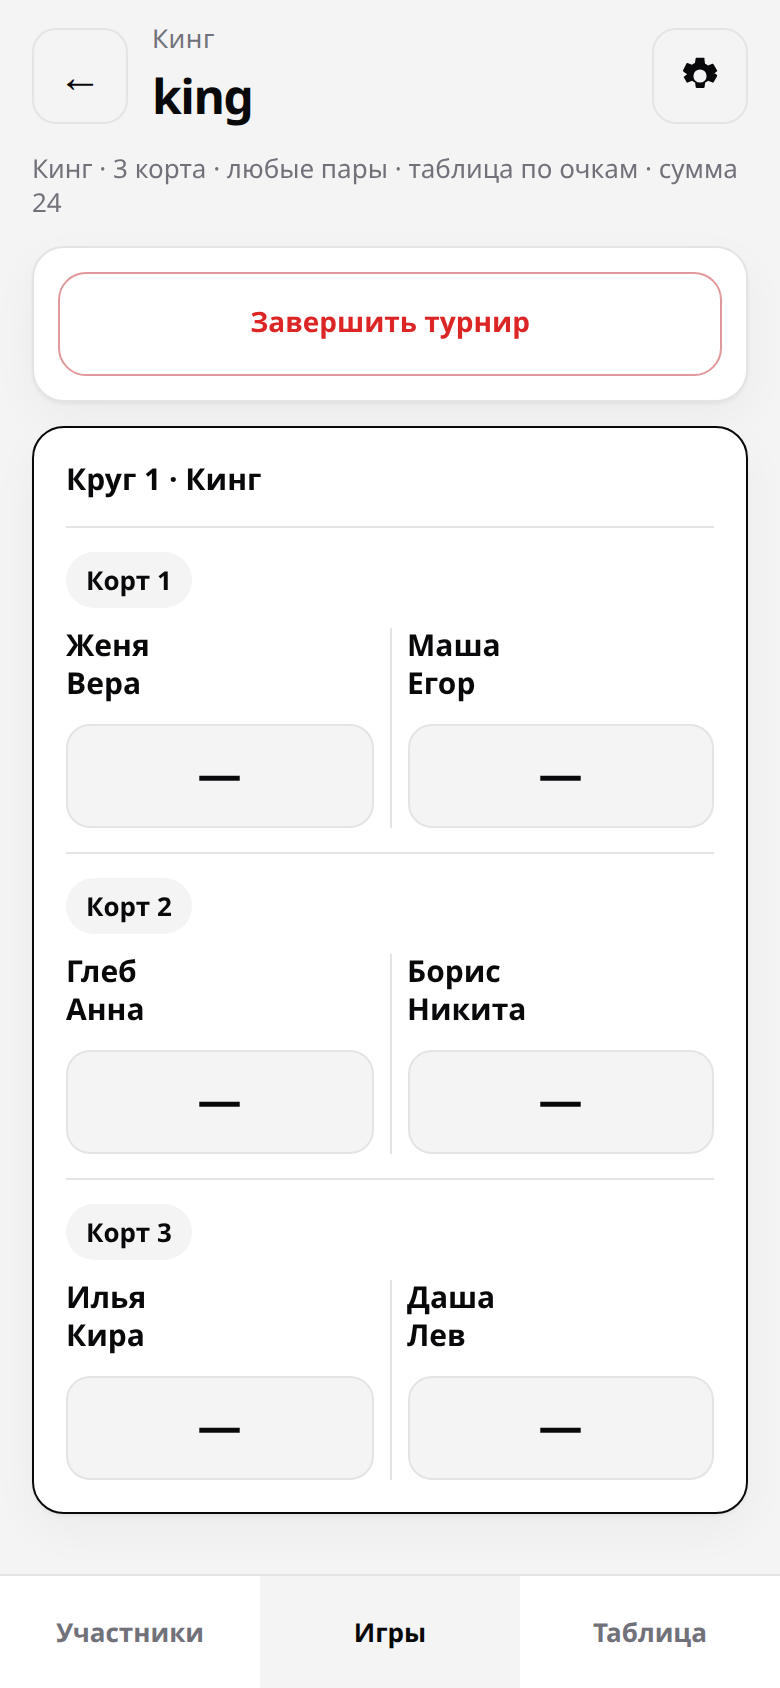 ←
Кинг
king
Кинг · 3 корта · любые пары · таблица по очкам · сумма
24
Завершить турнир
Круг 1 · Кинг
Корт 1
Женя
Вера
Маша
Егор
—
—
Корт 2
Глеб
Анна
Борис
Никита
—
—
Корт 3
Илья
Кира
Даша
Лев
—
—
Участники
Игры
Таблица